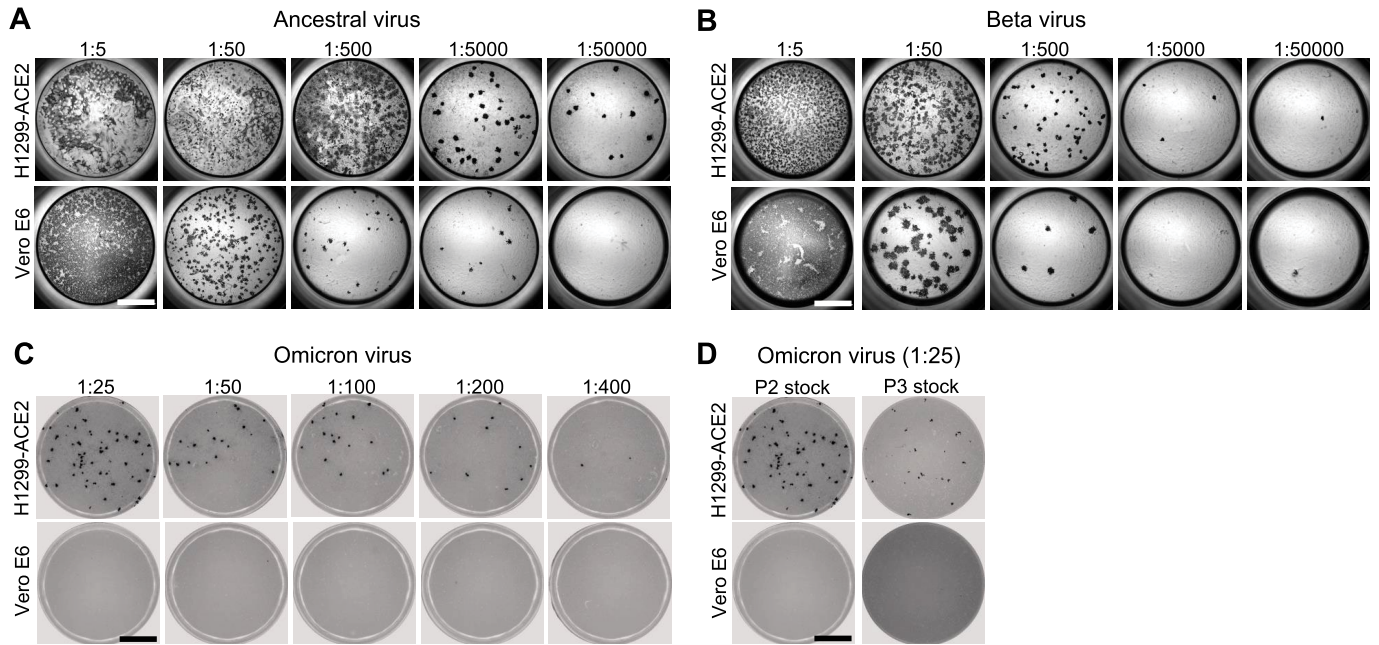 A
Ancestral virus
1:5 1:50 1:500 1:5000 1:50000
H1299-ACE2
Vero E6
B
Beta virus
1:5 1:50 1:500 1:5000 1:50000
H1299-ACE2
Vero E6
C
Omicron virus
1:25 1:50 1:100 1:200 1:400
H1299-ACE2
Vero E6
D
Omicron virus (1:25)
P2 stock P3 stock
H1299-ACE2
Vero E6